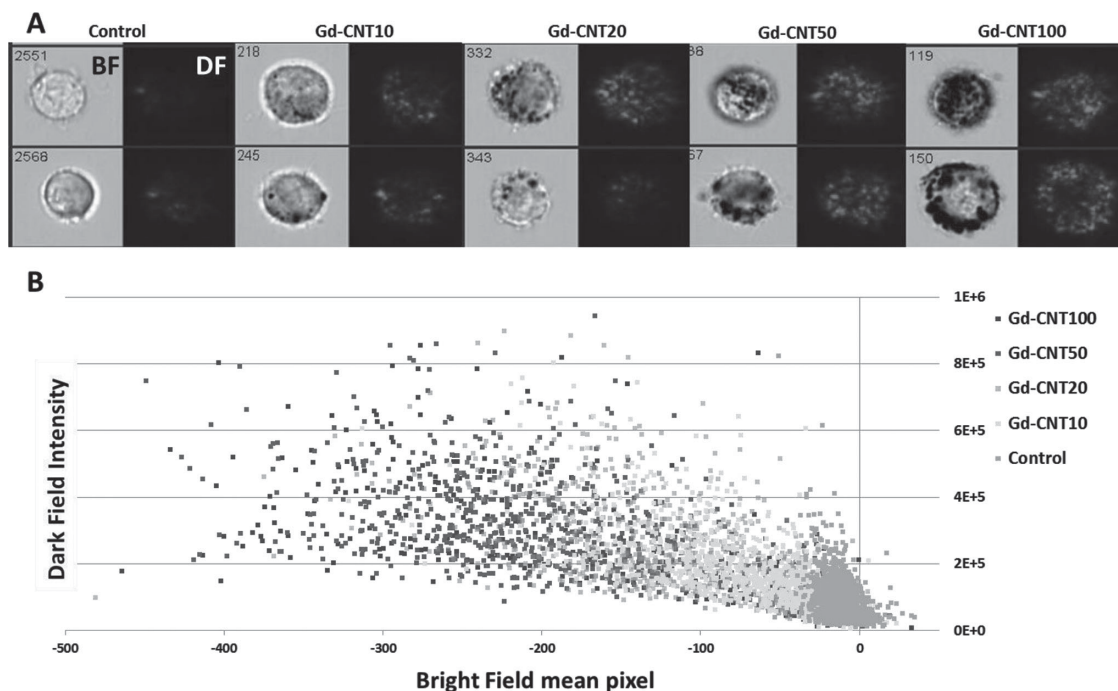 A
Control
Gd-CNT10
Gd-CNT20
Gd-CNT50
Gd-CNT100
2551
BF
DF
218
332
119
2568
245
343
150
B
Dark Field Intensity
1E+6
8E+5
6E+5
4E+5
2E+5
0E+0
-500
-400
-300
-200
-100
0
Bright Field mean pixel
Gd-CNT100
Gd-CNT50
Gd-CNT20
Gd-CNT10
Control